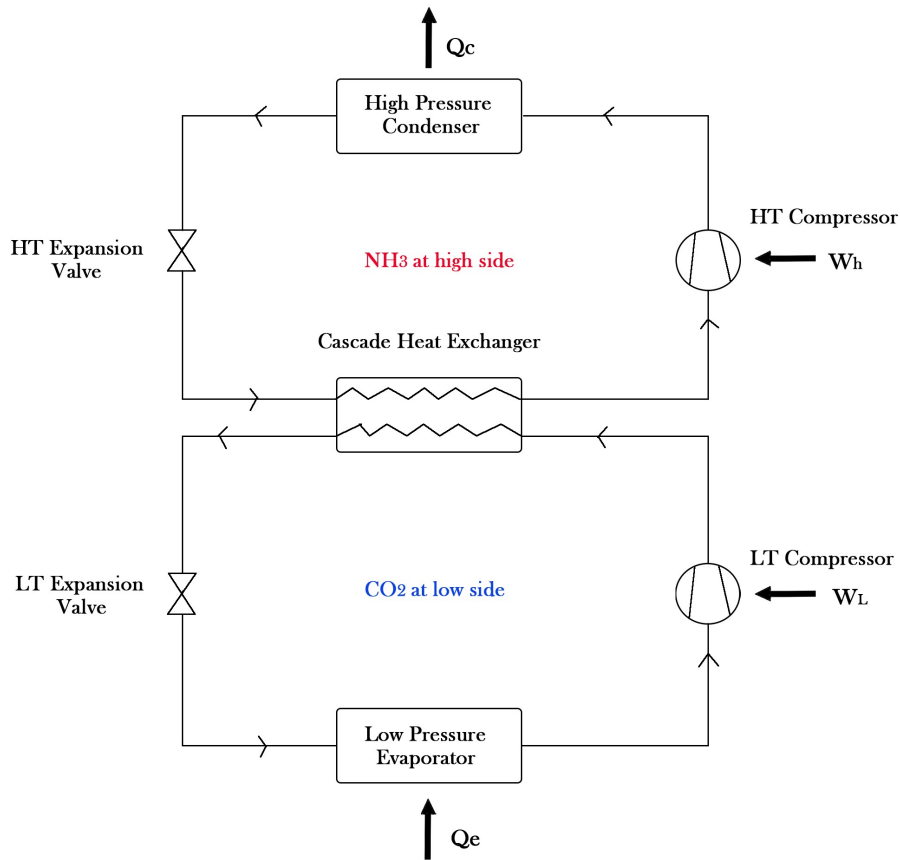 Qc
High Pressure
Condenser
HT Compressor
HT Expansion
Valve
NH3 at high side
Wh
Cascade Heat Exchanger
LT Compressor
LT Expansion
Valve
CO2 at low side
WL
Low Pressure
Evaporator
Qe